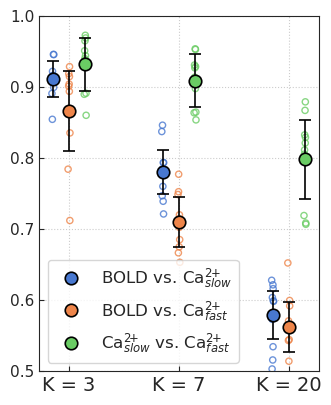 1.0
0.9
0.8
0.7
0.6
0.5
BOLD vs. Ca²⁺slow
BOLD vs. Ca²⁺fast
Ca²⁺slow vs. Ca²⁺fast
K = 3 K = 7 K = 20